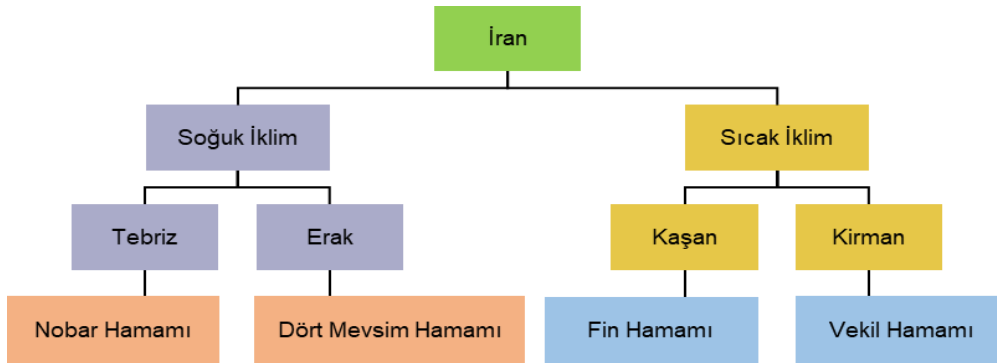 İran
Soğuk İklim
Sıcak İklim
Tebriz
Erak
Kaşan
Kirman
Nobar Hamamı
Dört Mevsim Hamamı
Fin Hamamı
Vekil Hamamı